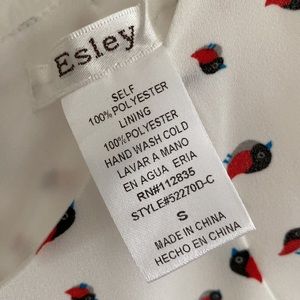 Esley
SELF
100% POLYESTER
LINING
100% POLYESTER
HAND WASH COLD
LAVAR A MANO
EN AGUA ERIA
RN#112835
STYLE#52270D-C
S
MADE IN CHINA
HECHO EN CHINA